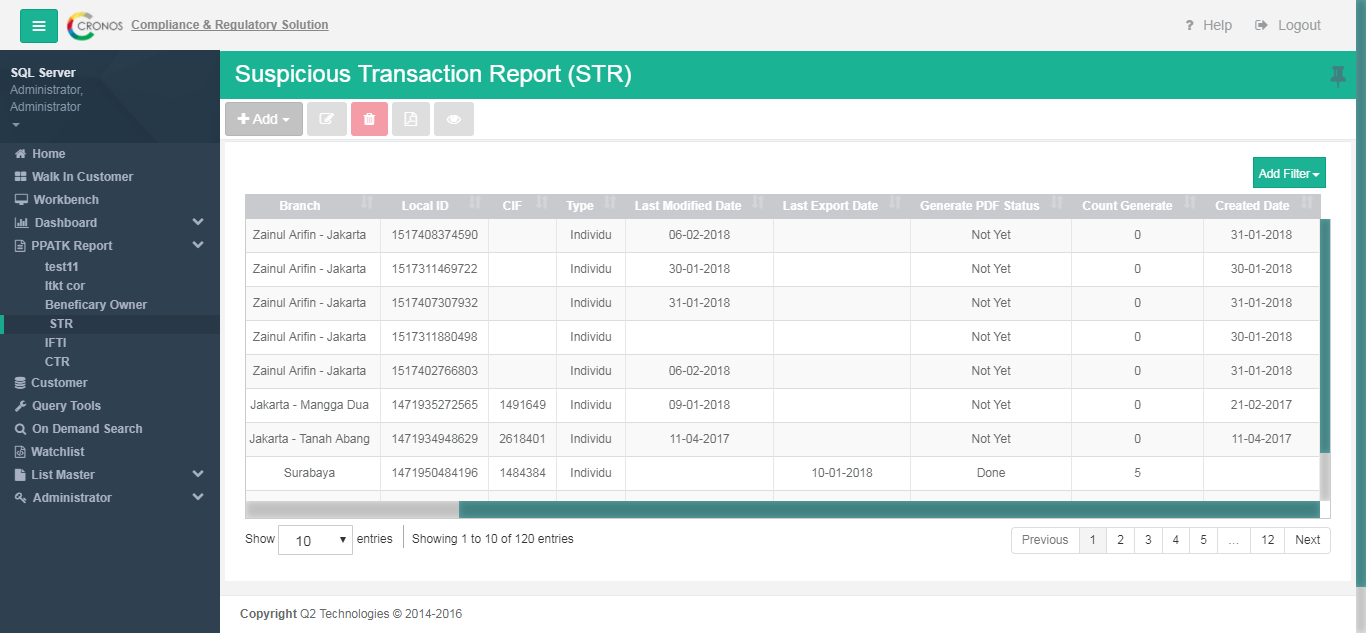 CRONOS Compliance & Regulatory Solution
? Help Logout
SQL Server
Administrator,
Administrator
Home
Walk In Customer
Workbench
Dashboard
PPATK Report
test11
ltkt cor
Beneficary Owner
STR
IFTI
CTR
Customer
Query Tools
On Demand Search
Watchlist
List Master
Administrator
Suspicious Transaction Report (STR)
Add
Add Filter
Branch Local ID CIF Type Last Modified Date Last Export Date Generate PDF Status Count Generate Created Date
Zainul Arifin - Jakarta 1517408374590 Individu 06-02-2018 Not Yet 0 31-01-2018
Zainul Arifin - Jakarta 1517311469722 Individu 30-01-2018 Not Yet 0 30-01-2018
Zainul Arifin - Jakarta 1517407307932 Individu 31-01-2018 Not Yet 0 31-01-2018
Zainul Arifin - Jakarta 1517311880498 Individu Not Yet 0 30-01-2018
Zainul Arifin - Jakarta 1517402766803 Individu 06-02-2018 Not Yet 0 31-01-2018
Jakarta - Mangga Dua 1471935272565 1491649 Individu 09-01-2018 Not Yet 0 21-02-2017
Jakarta - Tanah Abang 1471934948629 2618401 Individu 11-04-2017 Not Yet 0 11-04-2017
Surabaya 1471950484196 1484384 Individu 10-01-2018 Done 5
Show 10 entries Showing 1 to 10 of 120 entries
Previous 1 2 3 4 5 … 12 Next
Copyright Q2 Technologies © 2014-2016